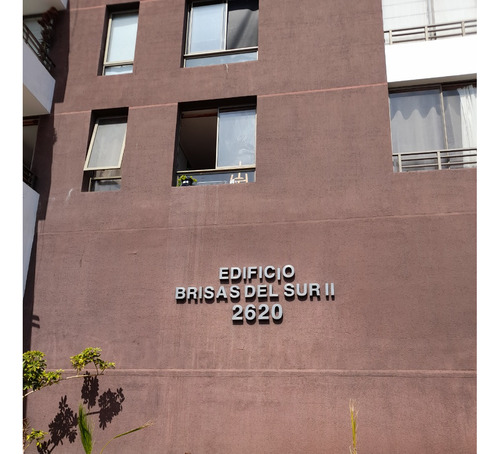 EDIFICIO
BRISAS DEL SUR II
2620